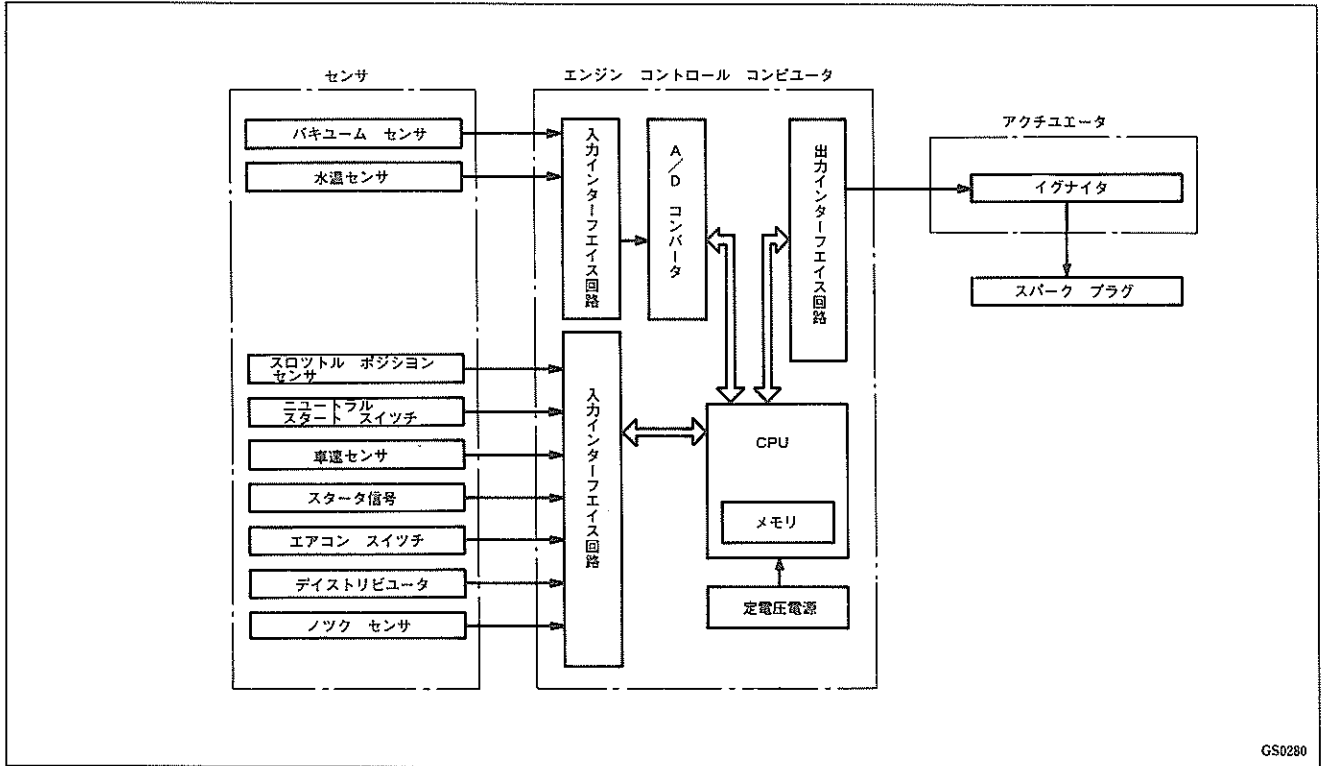 センサ
エンジン コントロール コンピユータ
アクチユエータ
バキユーム センサ
水温センサ
スロツトル ポジシヨン
センサ
ニユートラル
スタート スイツチ
車速センサ
スタータ信号
エアコン スイツチ
デイストリビユータ
ノツク センサ
入力インターフエイス回路
A/D コンバータ
出力インターフエイス回路
入力インターフエイス回路
CPU
メモリ
定電圧電源
イグナイタ
スパーク プラグ
GS0280